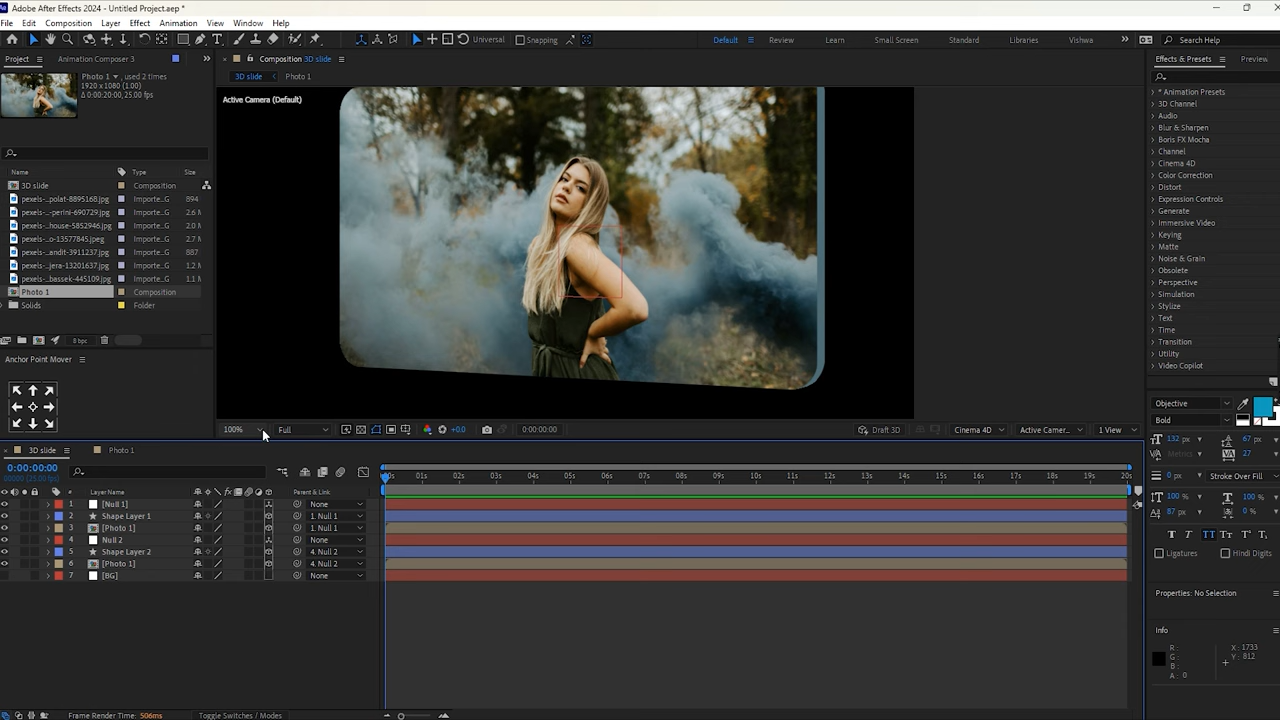 Adobe After Effects 2024 - Untitled Project.aep *
File Edit Composition Layer Effect Animation View Window Help
Universal Snapping Default Review Learn Small Screen Standard Libraries Vishwa Search Help
Project Animation Composer 3
Composition 3D slide
Effects & Presets Preview
3D slide Photo 1
Photo 1, used 2 times
1920 x 1080 (1.00)
Δ 0:00:20:00, 25.00 fps
Active Camera (Default)
Name Type Size
3D slide Composition
pexels-...polat-8895168.jpg Importe...G 894
pexels-...-perini-690729.jpg Importe...G 2.6 M
pexels-...house-5852946.jpg Importe...G 2.0 M
pexels-...o-13577845.jpeg Importe...G 2.7 M
pexels-...andit-3911237.jpg Importe...G 887
pexels-...jera-13201637.jpg Importe...G 1.2 M
pexels-...bassek-445109.jpg Importe...G 1.1 M
Photo 1 Composition
Solids Folder
8 bpc
Anchor Point Mover
* Animation Presets
3D Channel
Audio
Blur & Sharpen
Boris FX Mocha
Channel
Cinema 4D
Color Correction
Distort
Expression Controls
Generate
Immersive Video
Keying
Matte
Noise & Grain
Obsolete
Perspective
Simulation
Stylize
Text
Time
Transition
Utility
Video Copilot
100% Full +0.0 0:00:00:00 Draft 3D Cinema 4D Active Camer... 1 View
Objective
Bold
132 px 67 px
Metrics 27
0 px Stroke Over Fill
100 % 100 %
87 px 0 %
T T TT Tt T' T,
Ligatures Hindi Digits
Properties: No Selection
Info
R :
G :
B :
A : 0
X : 1733
Y : 812
3D slide Photo 1
0:00:00:00
00000 (25.00 fps)
00s 01s 02s 03s 04s 05s 06s 07s 08s 09s 10s 11s 12s 13s 14s 15s 16s 17s 18s 19s 20s
# Layer Name Parent & Link
1 [Null 1] None
2 Shape Layer 1 1. Null 1
3 [Photo 1] 1. Null 1
4 Null 2 None
5 Shape Layer 2 4. Null 2
6 [Photo 1] 4. Null 2
7 [BG] None
Frame Render Time: 506ms Toggle Switches / Modes